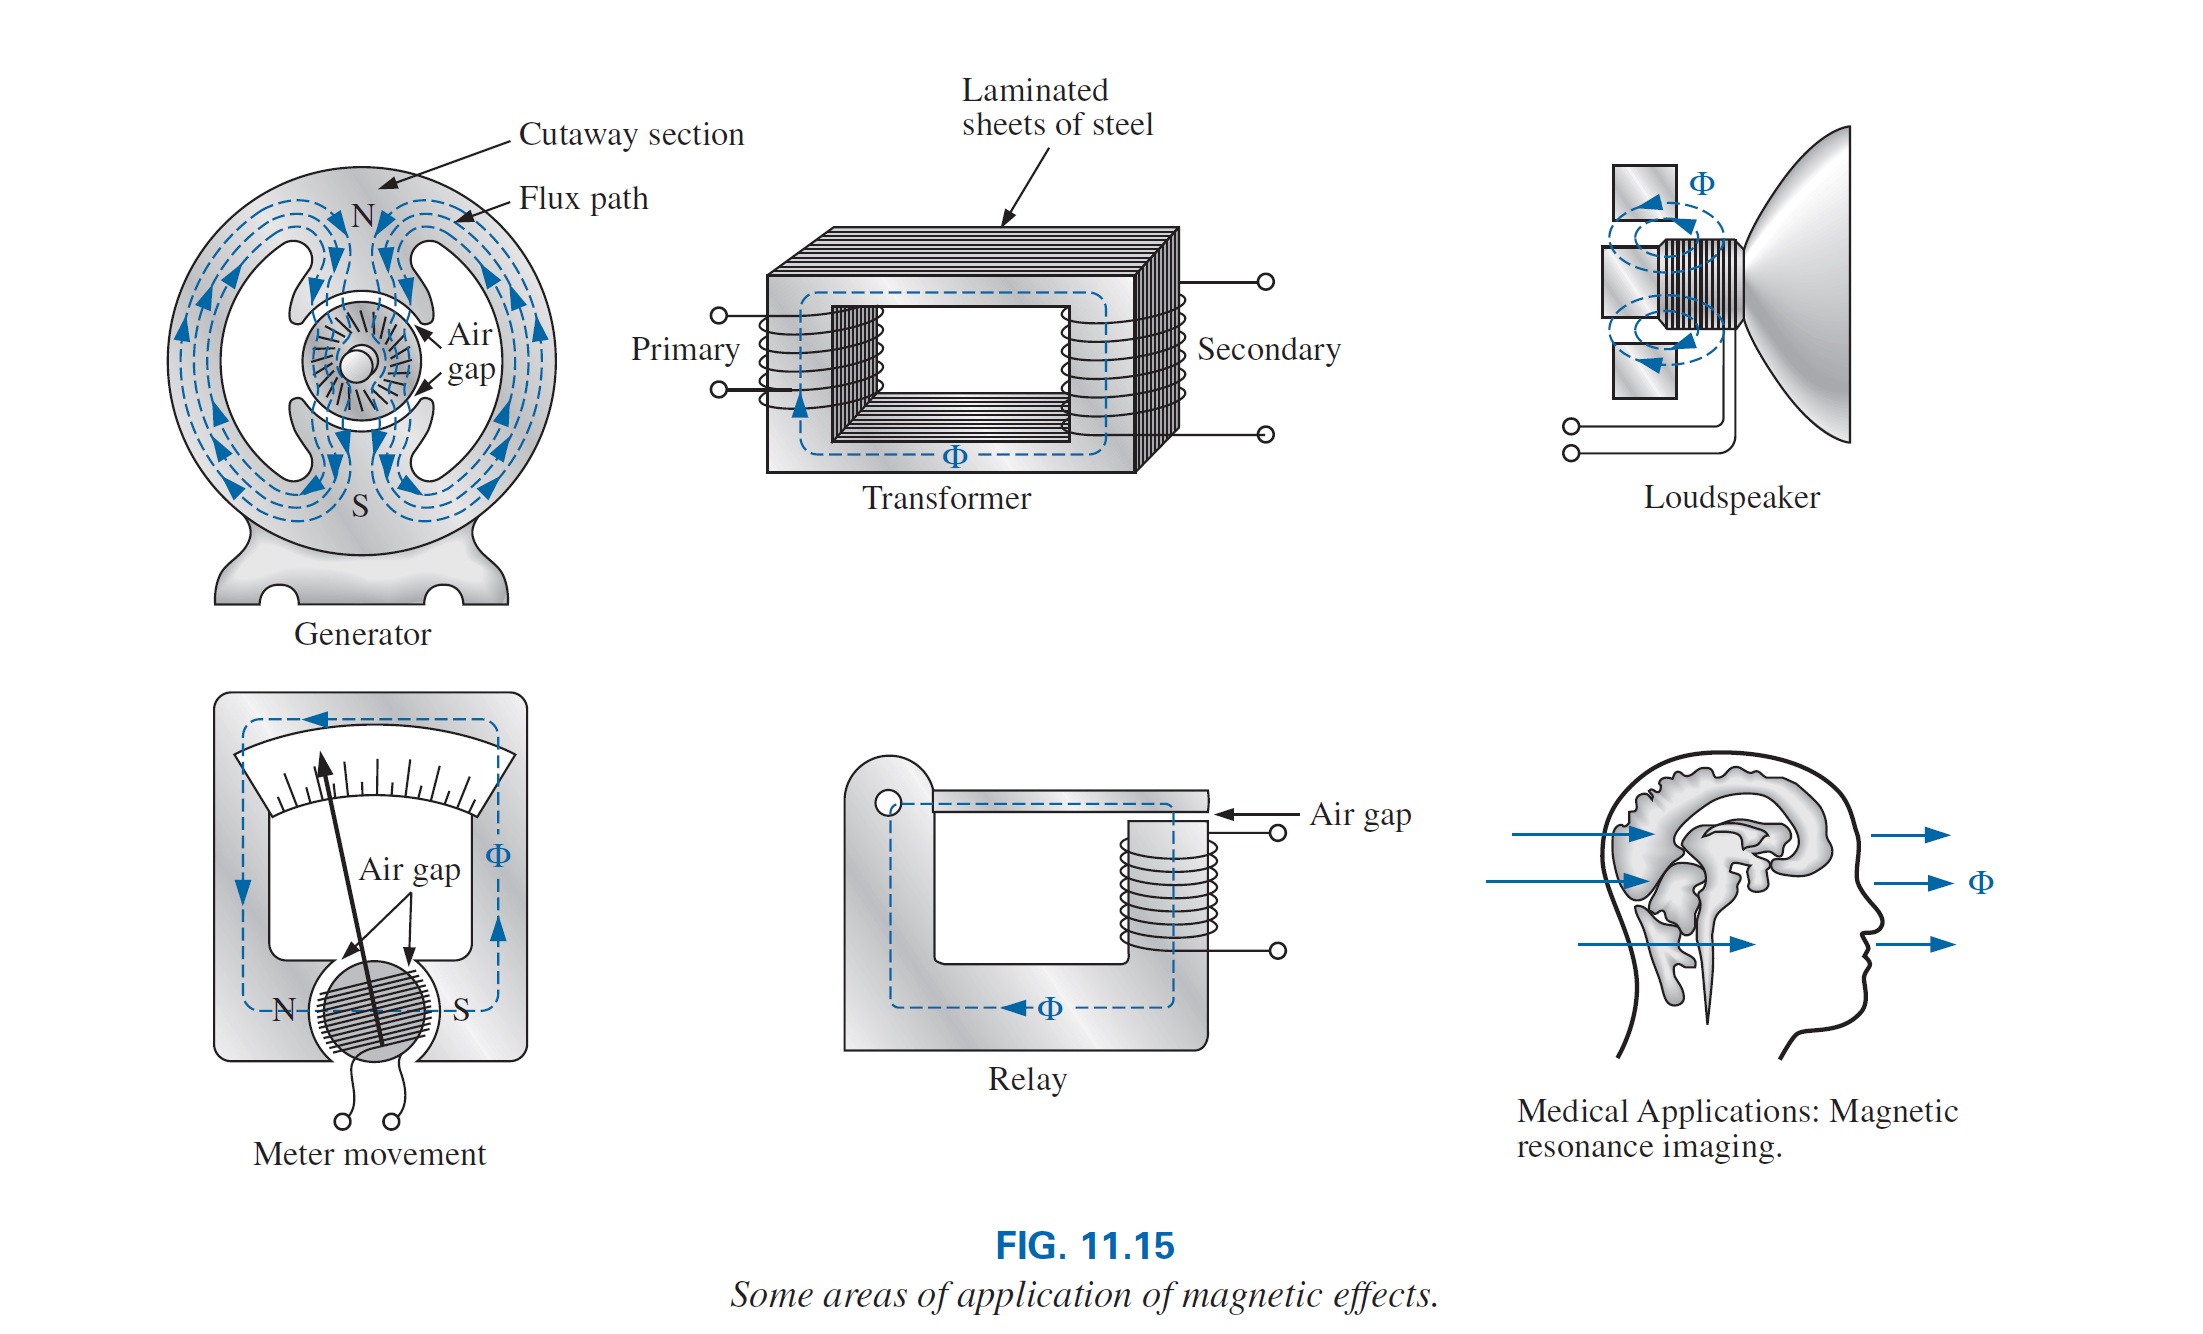 Laminated
sheets of steel
Cutaway section
Flux path
N
Air
gap
S
Generator
Primary
Secondary
Φ
Transformer
Φ
Loudspeaker
Air gap
Φ
N
S
Meter movement
Air gap
Φ
Relay
Φ
Medical Applications: Magnetic
resonance imaging.
FIG. 11.15
Some areas of application of magnetic effects.